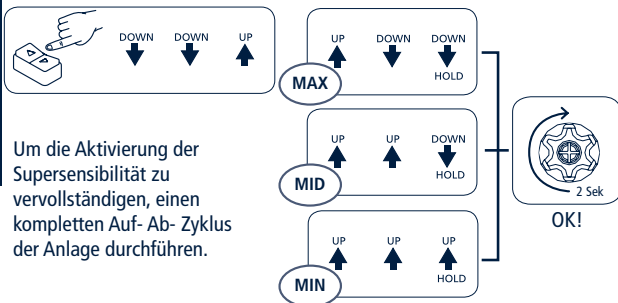 DOWN DOWN UP
UP DOWN DOWN
HOLD
MAX
UP UP DOWN
HOLD
MID
UP UP UP
HOLD
MIN
2 Sek
OK!
Um die Aktivierung der
Supersensibilität zu
vervollständigen, einen
kompletten Auf- Ab- Zyklus
der Anlage durchführen.